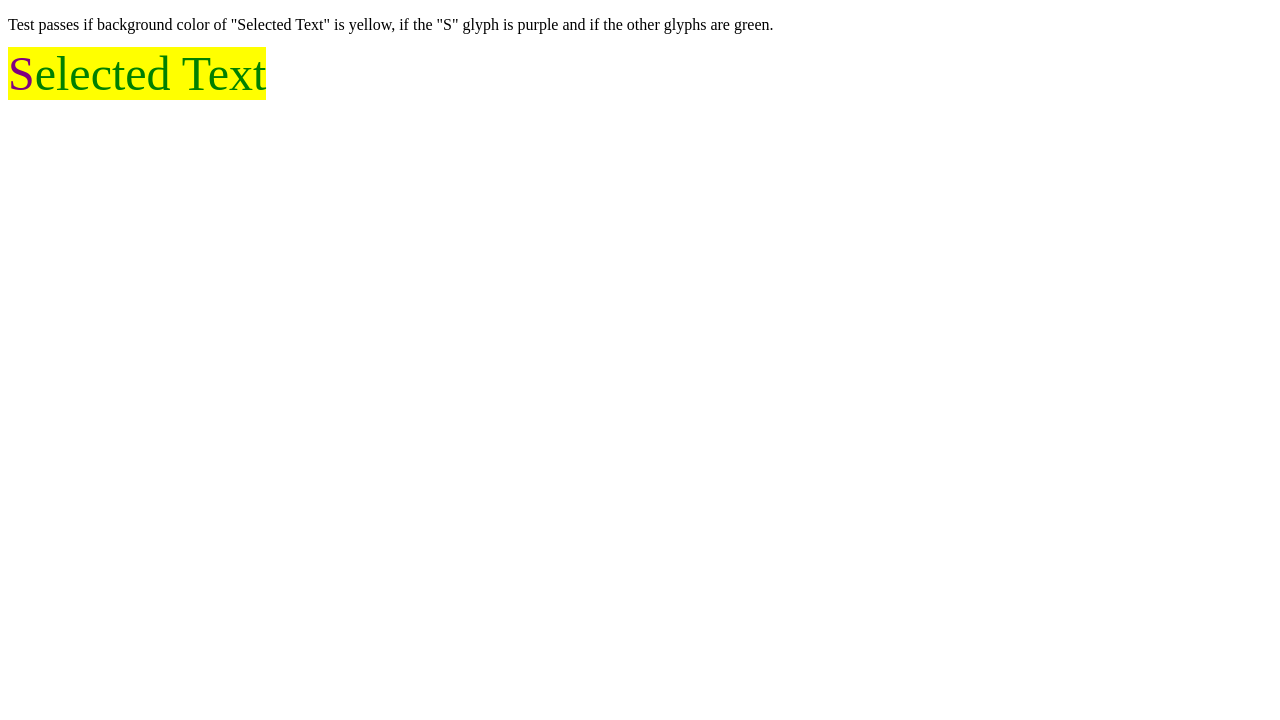 Test passes if background color of "Selected Text" is yellow, if the "S" glyph is purple and if the other glyphs are green.
Selected Text